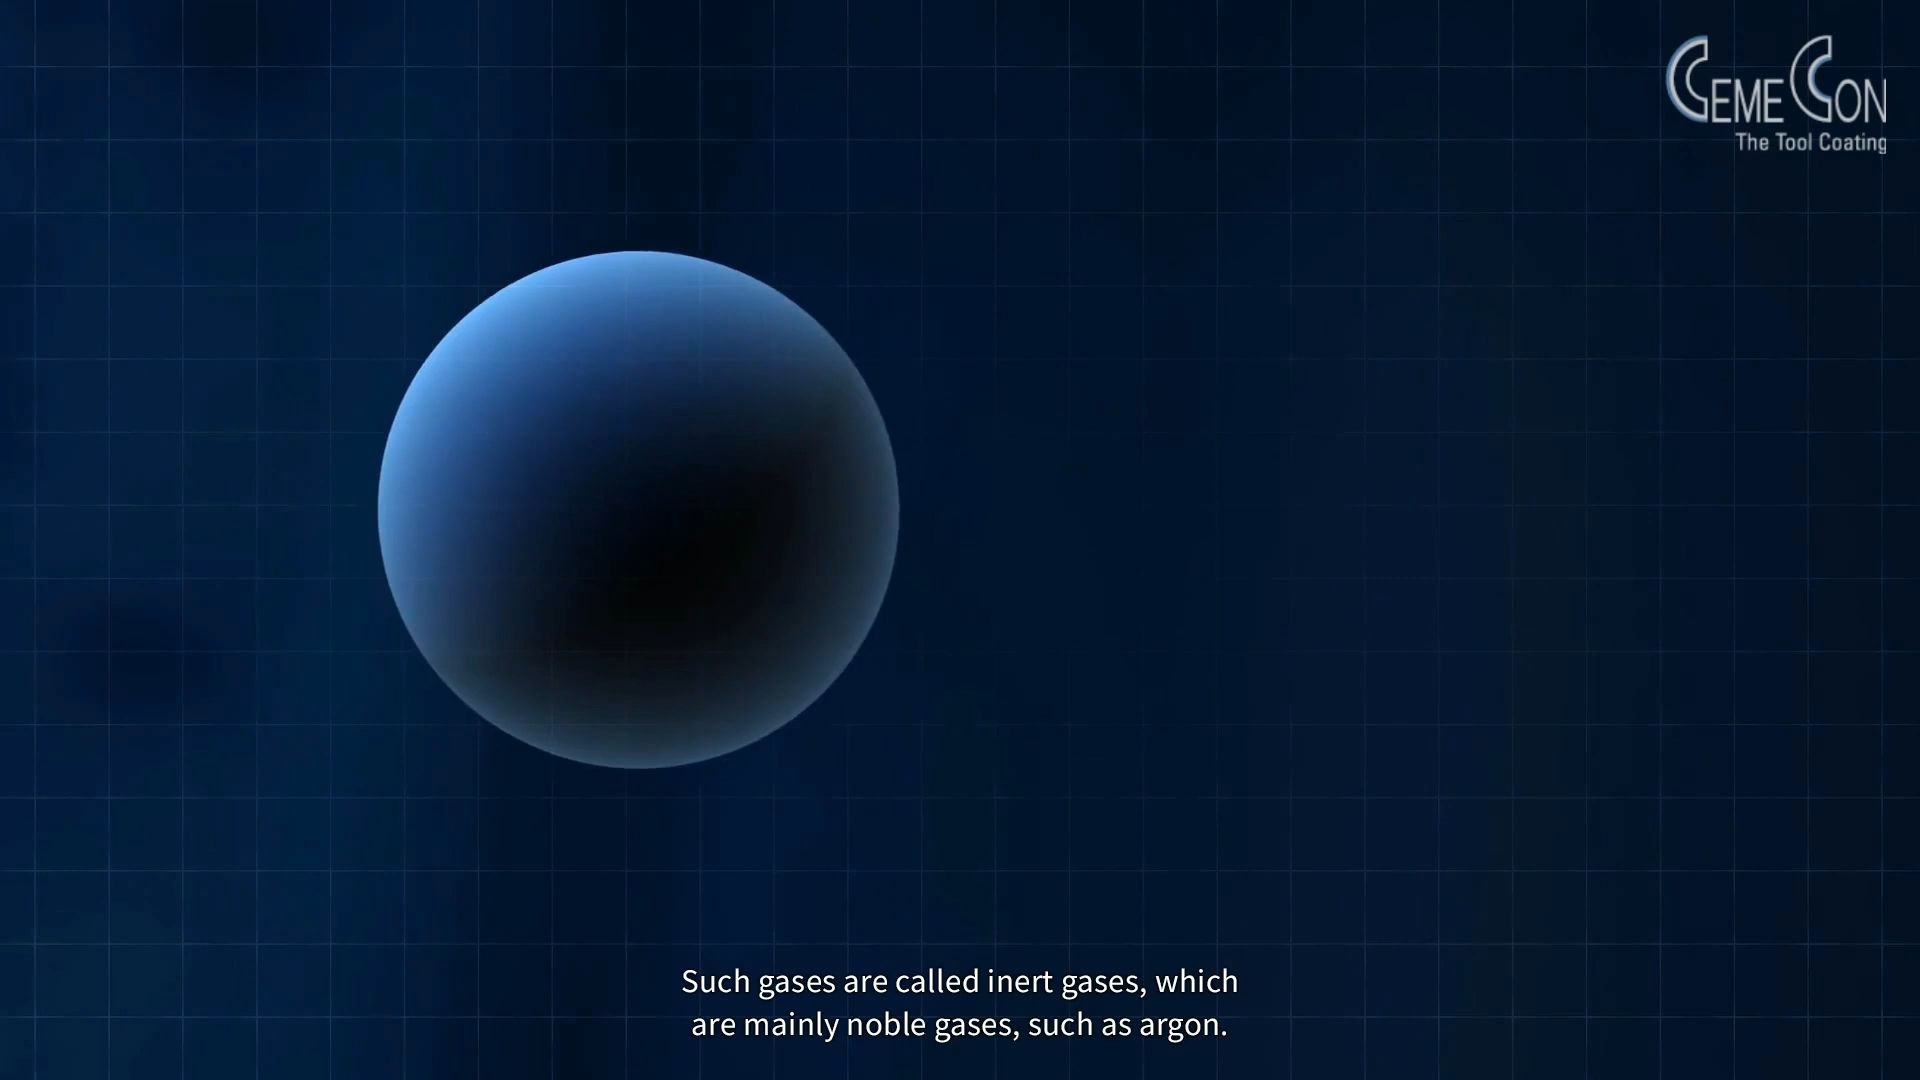 CEMECON
The Tool Coating
Such gases are called inert gases, which
are mainly noble gases, such as argon.